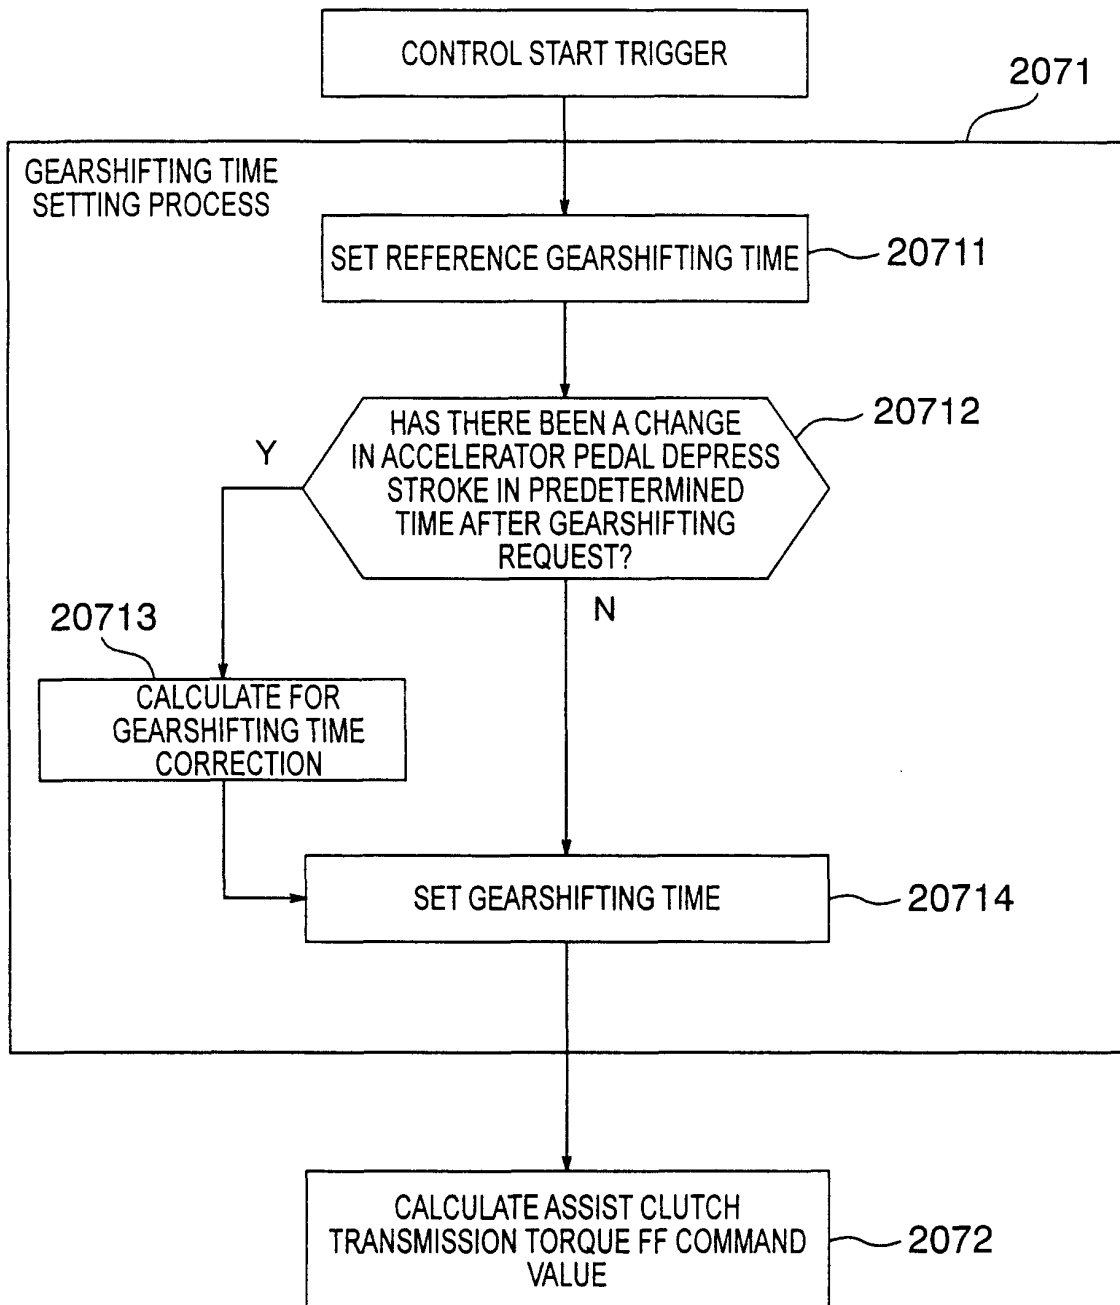 CONTROL START TRIGGER
2071
GEARSHIFTING TIME
SETTING PROCESS
SET REFERENCE GEARSHIFTING TIME
20711
HAS THERE BEEN A CHANGE
IN ACCELERATOR PEDAL DEPRESS
STROKE IN PREDETERMINED
TIME AFTER GEARSHIFTING
REQUEST?
20712
Y
N
20713
CALCULATE FOR
GEARSHIFTING TIME
CORRECTION
SET GEARSHIFTING TIME
20714
CALCULATE ASSIST CLUTCH
TRANSMISSION TORQUE FF COMMAND
VALUE
2072